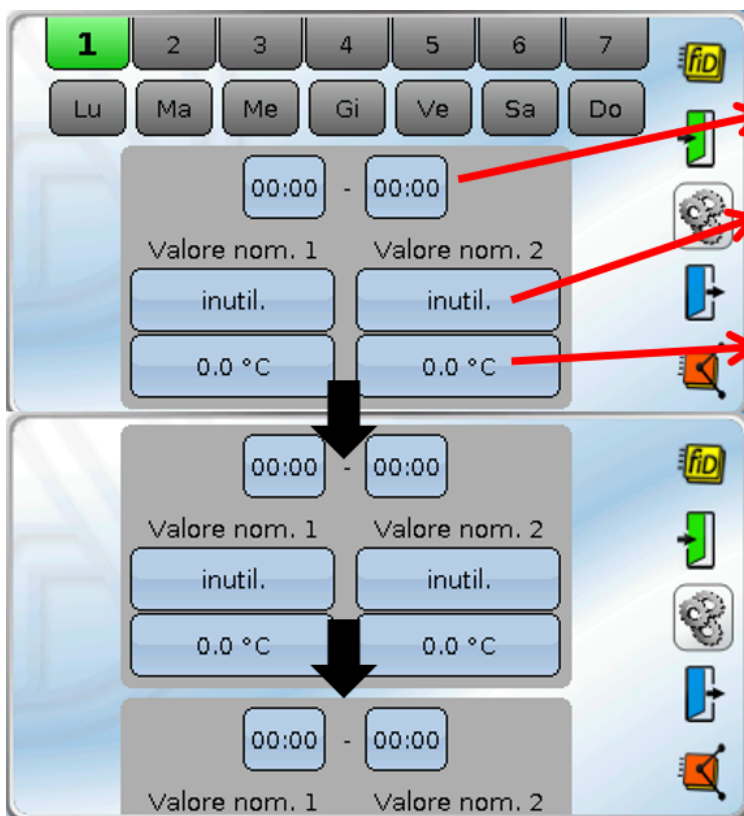 1 2 3 4 5 6 7
fiD
Lu Ma Me Gi Ve Sa Do
00:00 - 00:00
Valore nom. 1 Valore nom. 2
inutil. inutil.
0.0 °C 0.0 °C
00:00 - 00:00
fiD
Valore nom. 1 Valore nom. 2
inutil. inutil.
0.0 °C 0.0 °C
00:00 - 00:00
Valore nom. 1 Valore nom. 2